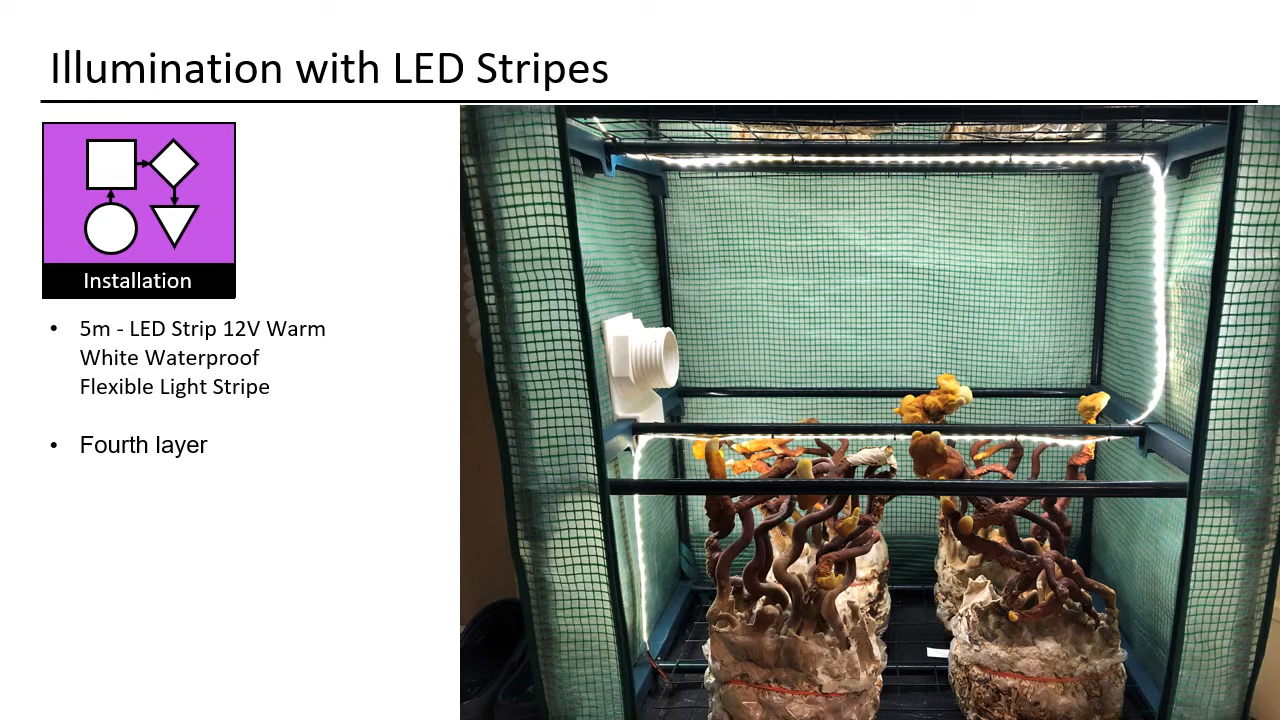 Illumination with LED Stripes
Installation
• 5m - LED Strip 12V Warm
White Waterproof
Flexible Light Stripe
• Fourth layer